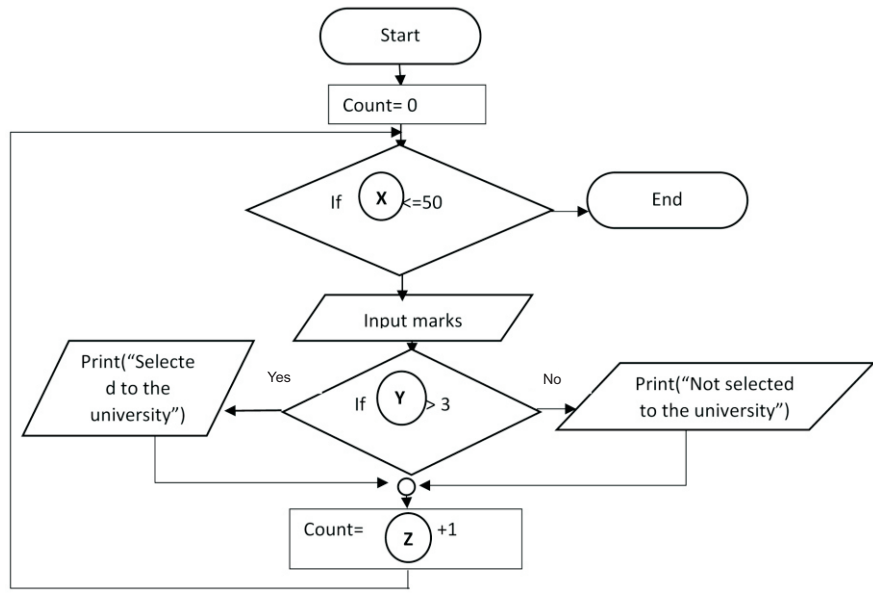 Start
Count= 0
If X <=50
End
Input marks
Print(“Selecte
d to the
university”)
Yes
If Y > 3
No
Print(“Not selected
to the university”)
Count= Z +1